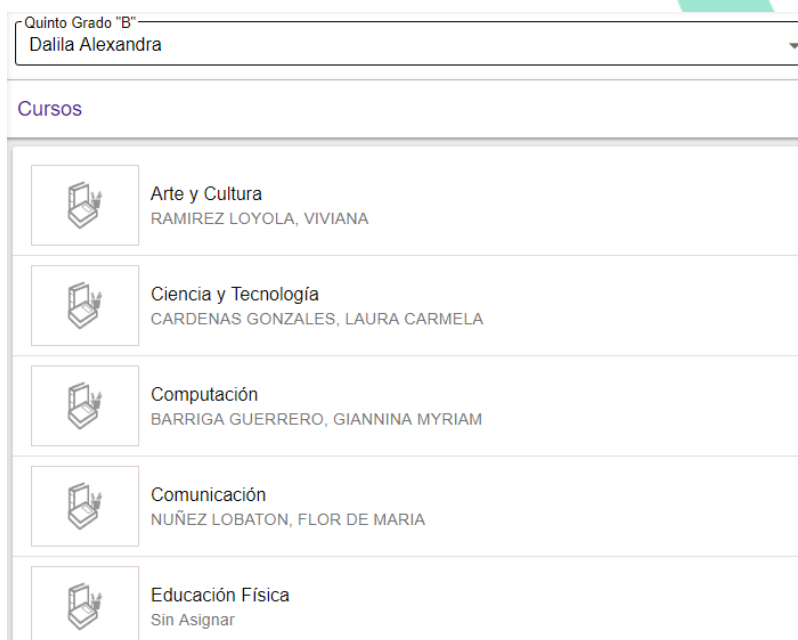 Quinto Grado "B"
Dalila Alexandra
Cursos
Arte y Cultura
RAMIREZ LOYOLA, VIVIANA
Ciencia y Tecnología
CARDENAS GONZALES, LAURA CARMELA
Computación
BARRIGA GUERRERO, GIANNINA MYRIAM
Comunicación
NUÑEZ LOBATON, FLOR DE MARIA
Educación Física
Sin Asignar